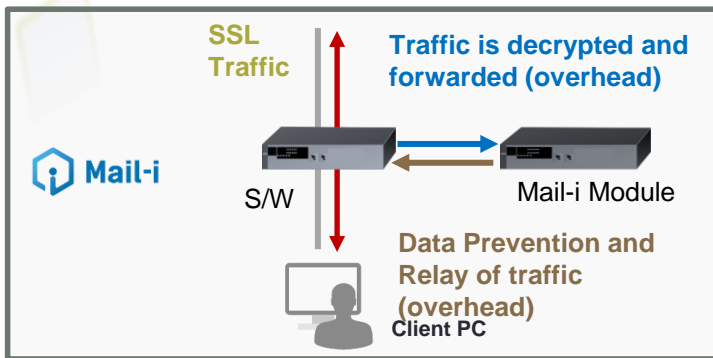 SSL
Traffic
Traffic is decrypted and
forwarded (overhead)
Mail-i
S/W
Mail-i Module
Data Prevention and
Relay of traffic
(overhead)
Client PC